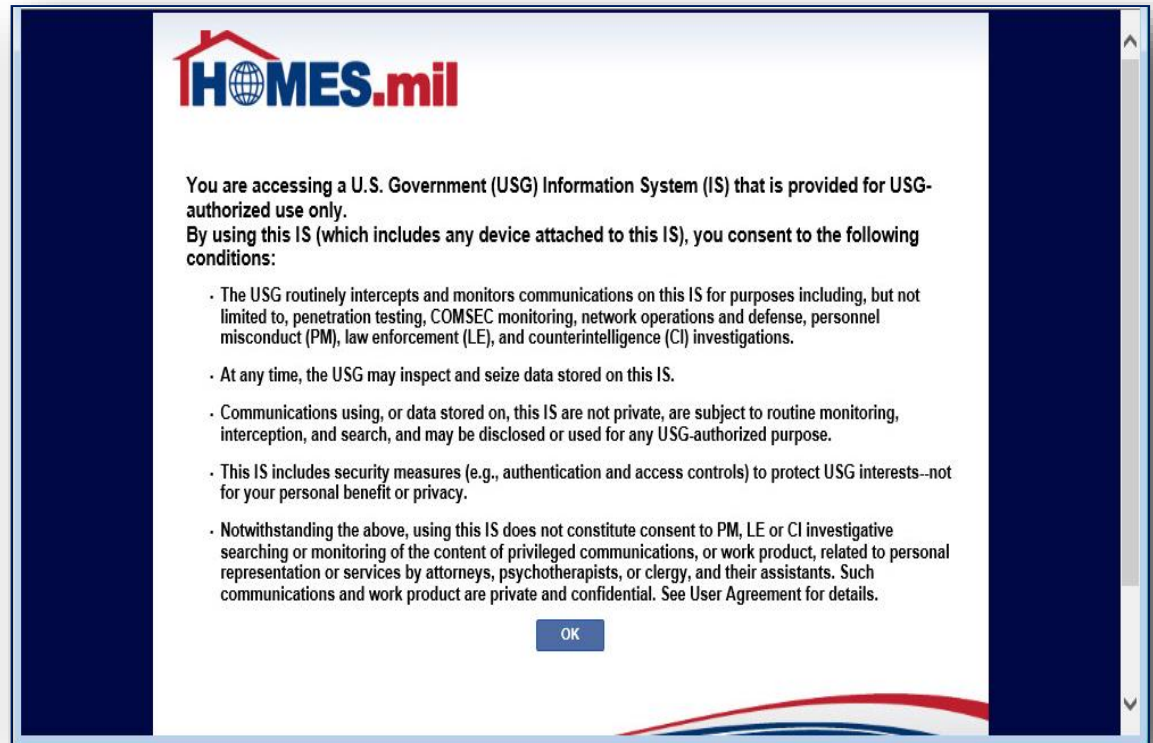 HOMES.mil
You are accessing a U.S. Government (USG) Information System (IS) that is provided for USG-
authorized use only.
By using this IS (which includes any device attached to this IS), you consent to the following
conditions:
· The USG routinely intercepts and monitors communications on this IS for purposes including, but not
limited to, penetration testing, COMSEC monitoring, network operations and defense, personnel
misconduct (PM), law enforcement (LE), and counterintelligence (CI) investigations.
· At any time, the USG may inspect and seize data stored on this IS.
· Communications using, or data stored on, this IS are not private, are subject to routine monitoring,
interception, and search, and may be disclosed or used for any USG-authorized purpose.
· This IS includes security measures (e.g., authentication and access controls) to protect USG interests--not
for your personal benefit or privacy.
· Notwithstanding the above, using this IS does not constitute consent to PM, LE or CI investigative
searching or monitoring of the content of privileged communications, or work product, related to personal
representation or services by attorneys, psychotherapists, or clergy, and their assistants. Such
communications and work product are private and confidential. See User Agreement for details.
OK